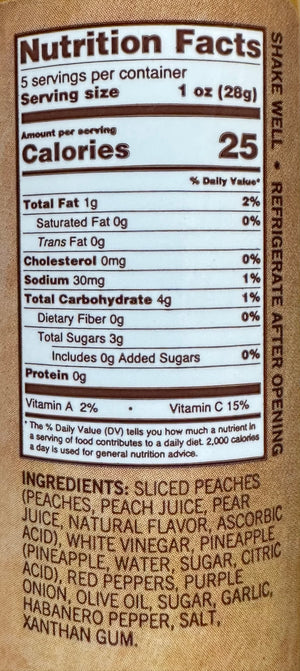 Nutrition Facts
5 servings per container
Serving size 1 oz (28g)
Amount per serving
Calories 25
% Daily Value*
Total Fat 1g 2%
Saturated Fat 0g 0%
Trans Fat 0g
Cholesterol 0mg 0%
Sodium 30mg 1%
Total Carbohydrate 4g 1%
Dietary Fiber 0g 0%
Total Sugars 3g
Includes 0g Added Sugars 0%
Protein 0g
Vitamin A 2% • Vitamin C 15%
* The % Daily Value (DV) tells you how much a nutrient in
a serving of food contributes to a daily diet. 2,000 calories
a day is used for general nutrition advice.
SHAKE WELL • REFRIGERATE AFTER OPENING
INGREDIENTS: SLICED PEACHES
(PEACHES, PEACH JUICE, PEAR
JUICE, NATURAL FLAVOR, ASCORBIC
ACID), WHITE VINEGAR, PINEAPPLE
(PINEAPPLE, WATER, SUGAR, CITRIC
ACID), RED PEPPERS, PURPLE
ONION, OLIVE OIL, SUGAR, GARLIC,
HABANERO PEPPER, SALT,
XANTHAN GUM.